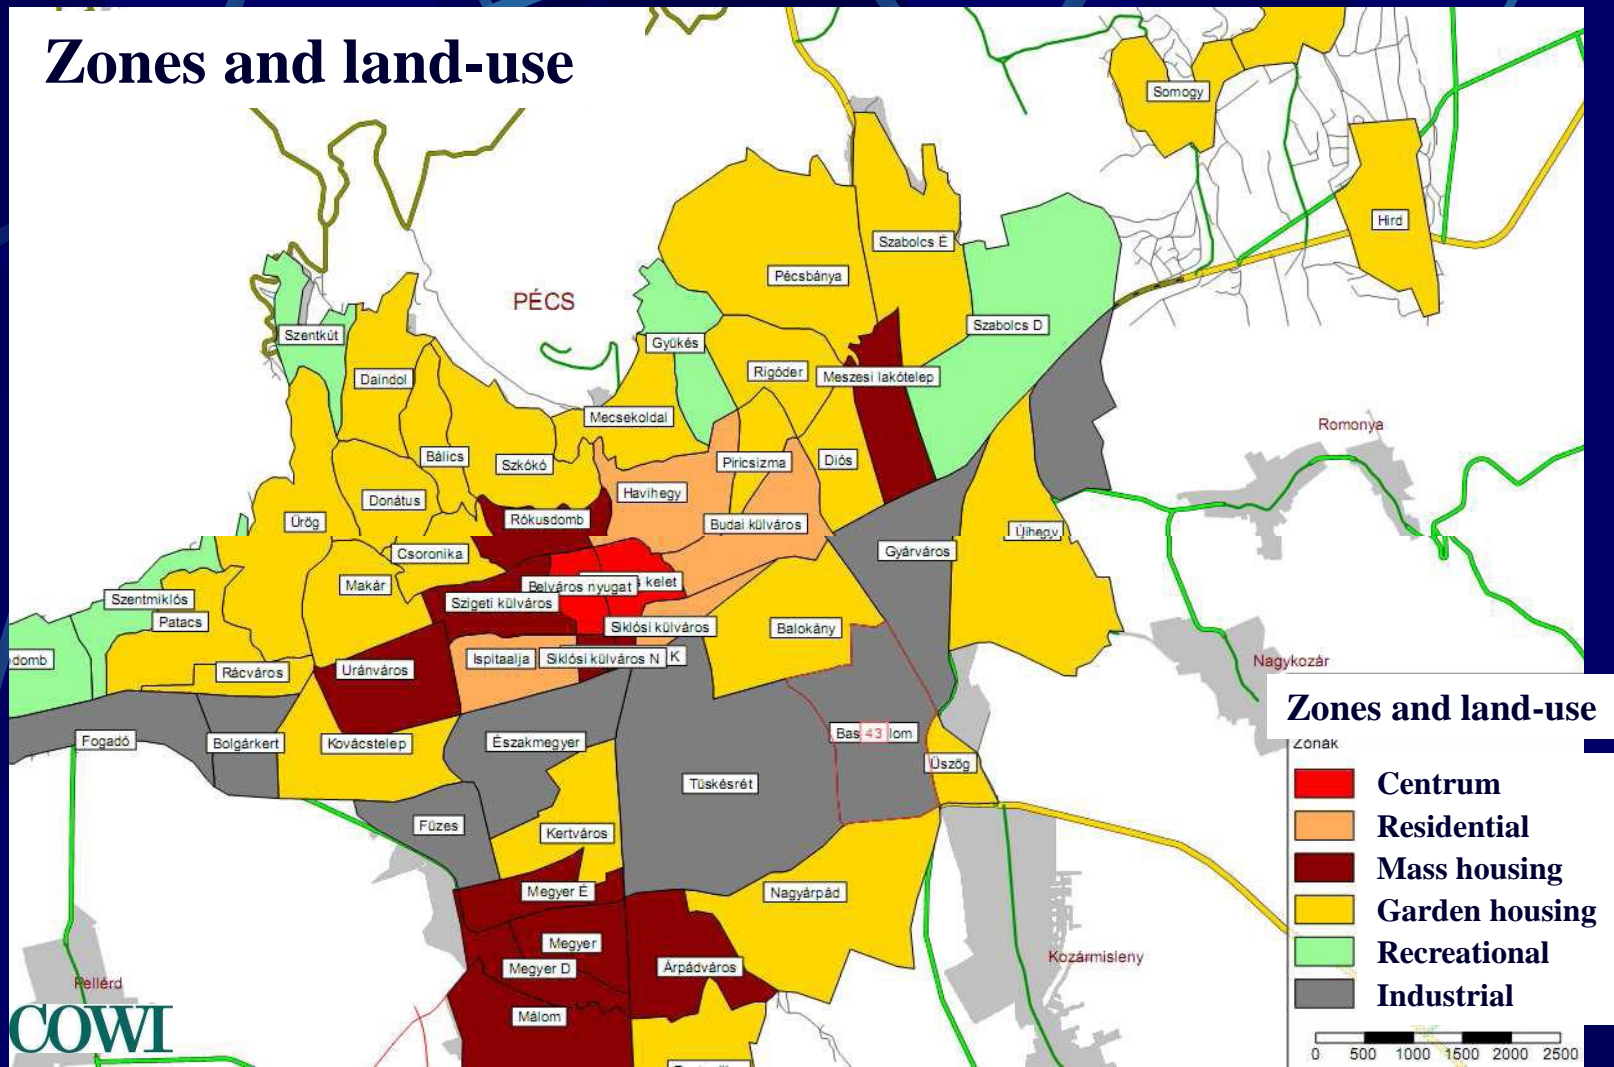 Zones and land-use
Somogy
Hird
Szabolcs É
Pécsbánya
PÉCS
Szabolcs D
Szentkút
Gyükés
Daindol
Rigóder
Meszesi lakótelep
Mecsekoldal
Romonya
Bálics
Szkókó
Piricsizma
Diós
Donátus
Havihegy
Ürög
Rókusdomb
Budai külváros
Újhegy
Csoronika
Gyárváros
Makár
Belváros nyugat
kelet
Szentmiklós
Szigeti külváros
Patacs
Siklósi külváros
Balokány
domb
Rácváros
Uránváros
Ispitaalja
Siklósi külváros N
K
Nagykozár
Fogadó
Bolgárkert
Kovácstelep
Északmegyer
Bas 43 lom
Üszög
Tüskésrét
Füzes
Kertváros
Megyer É
Nagyárpád
Megyer
Megyer D
Árpádváros
Kozármisleny
Pellérd
Málom
COWI
Zones and land-use
Zónák
Centrum
Residential
Mass housing
Garden housing
Recreational
Industrial
0 500 1000 1500 2000 2500